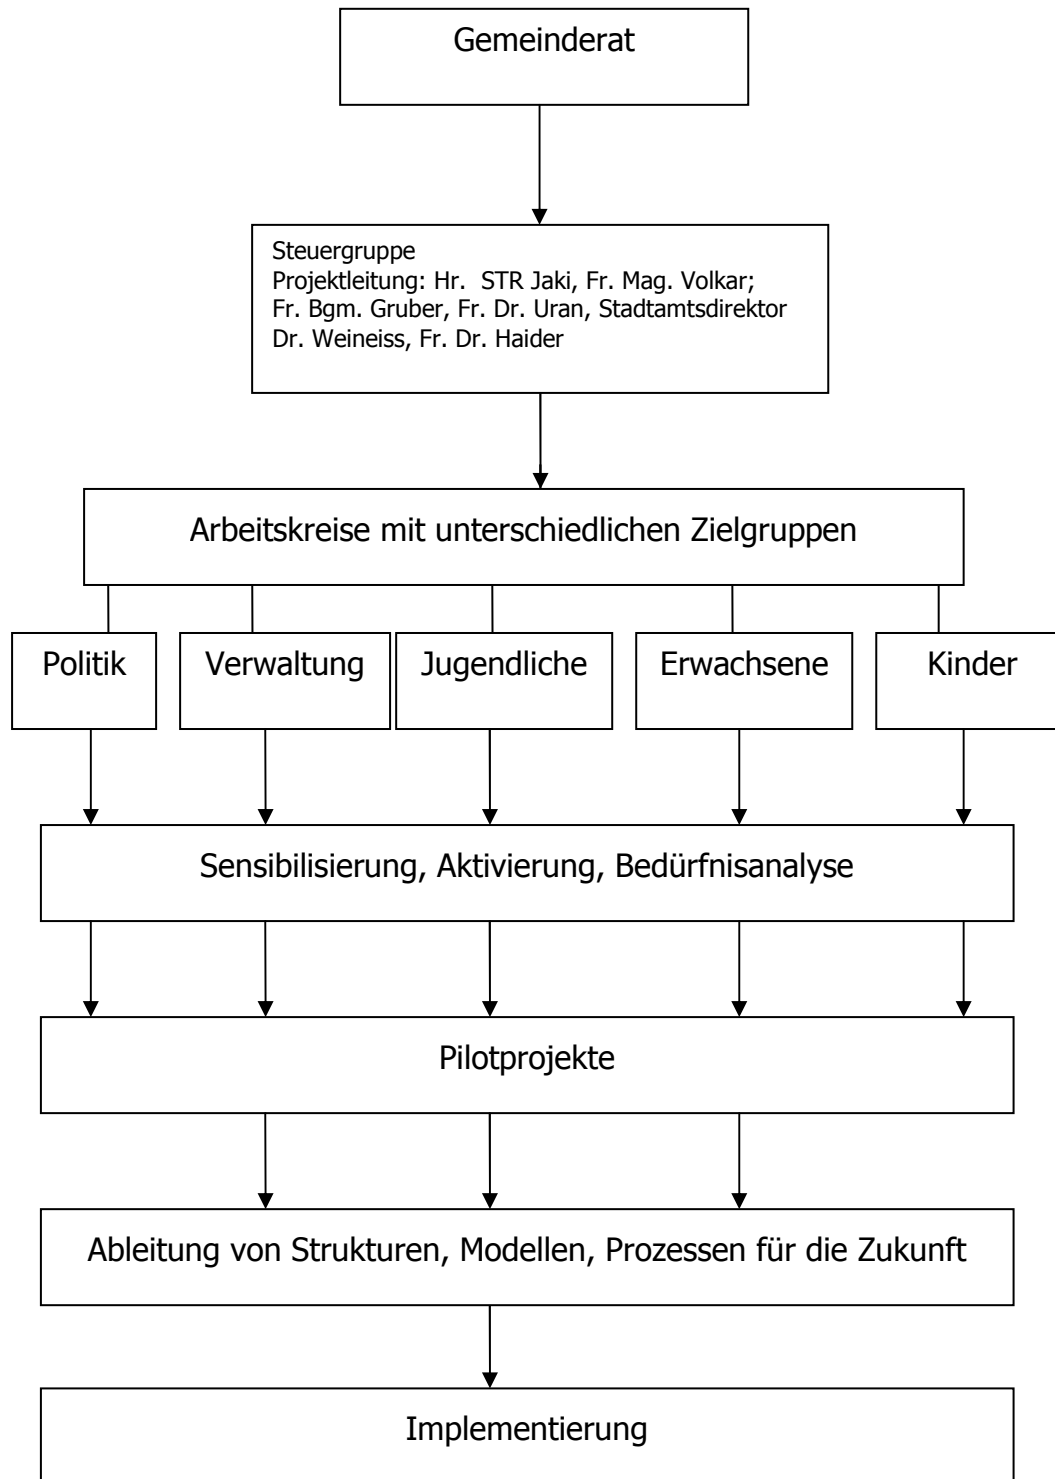 Gemeinderat
Steuergruppe
Projektleitung: Hr.  STR Jaki, Fr. Mag. Volkar;
Fr. Bgm. Gruber, Fr. Dr. Uran, Stadtamtsdirektor
Dr. Weineiss, Fr. Dr. Haider
Arbeitskreise mit unterschiedlichen Zielgruppen
Politik
Verwaltung
Jugendliche
Erwachsene
Kinder
Sensibilisierung, Aktivierung, Bedürfnisanalyse
Pilotprojekte
Ableitung von Strukturen, Modellen, Prozessen für die Zukunft
Implementierung